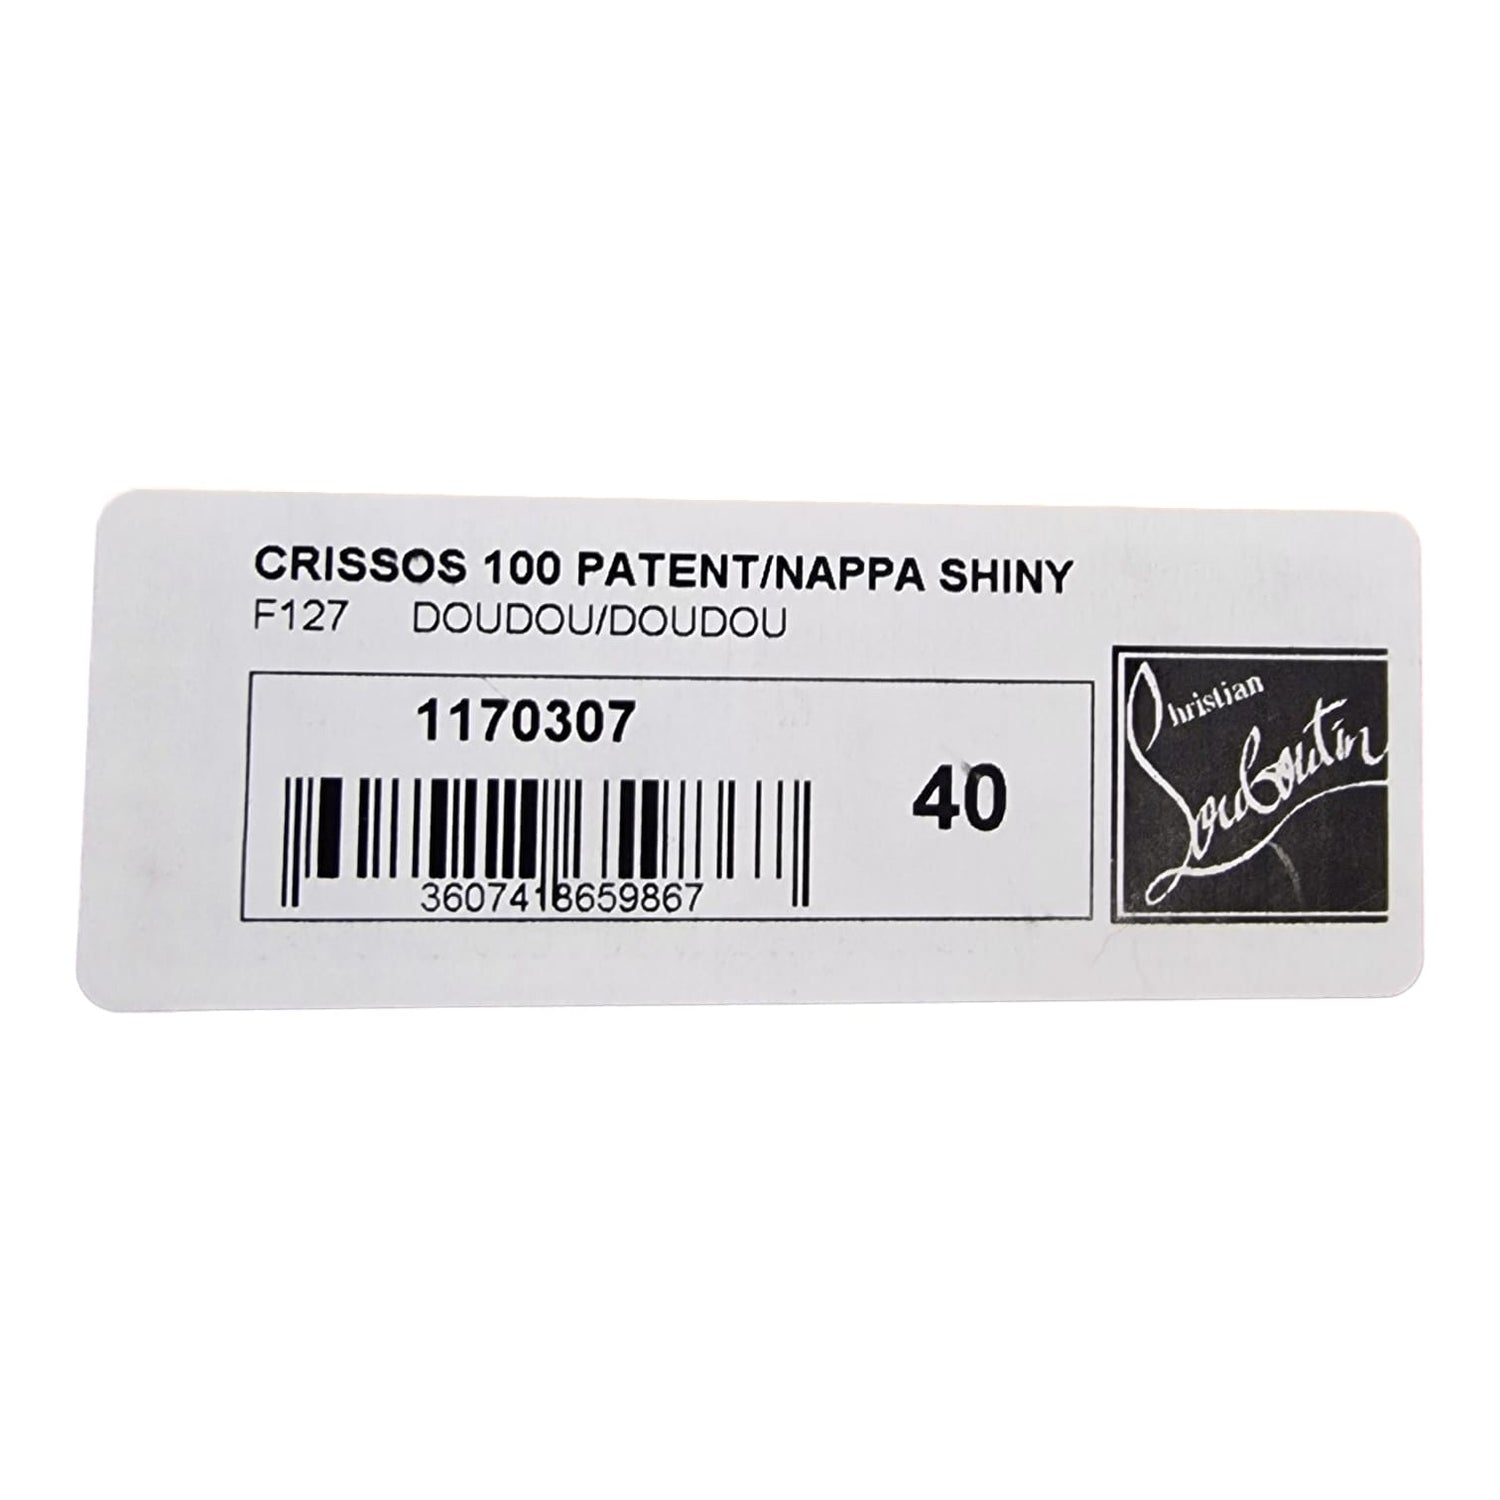 CRISSOS 100 PATENT/NAPPA SHINY
F127 DOUDOU/DOUDOU
1170307
3607418659867
40
Christian
Louboutin